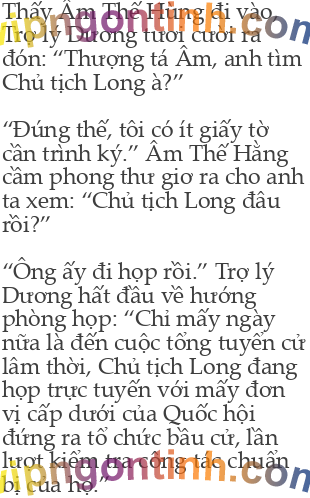 Thấy Âm Thế Hùng đi vào,
Trợ lý Dương tươi cười ra
đón: “Thượng tá Âm, anh tìm
Chủ tịch Long à?”
“Đúng thế, tôi có ít giấy tờ
cần trình ký.” Âm Thế Hằng
cầm phong thư giơ ra cho anh
ta xem: “Chủ tịch Long đâu
rồi?”
“Ông ấy đi họp rồi.” Trợ lý
Dương hất đầu về hướng
phòng họp: “Chỉ mấy ngày
nữa là đến cuộc tổng tuyển cử
lâm thời, Chủ tịch Long đang
họp trực tuyến với mấy đơn
vị cấp dưới của Quốc hội
đứng ra tổ chức bầu cử, lần
lượt kiểm tra công tác chuẩn
bị của họ.”
vipngontinh.com
vipngontinh.com